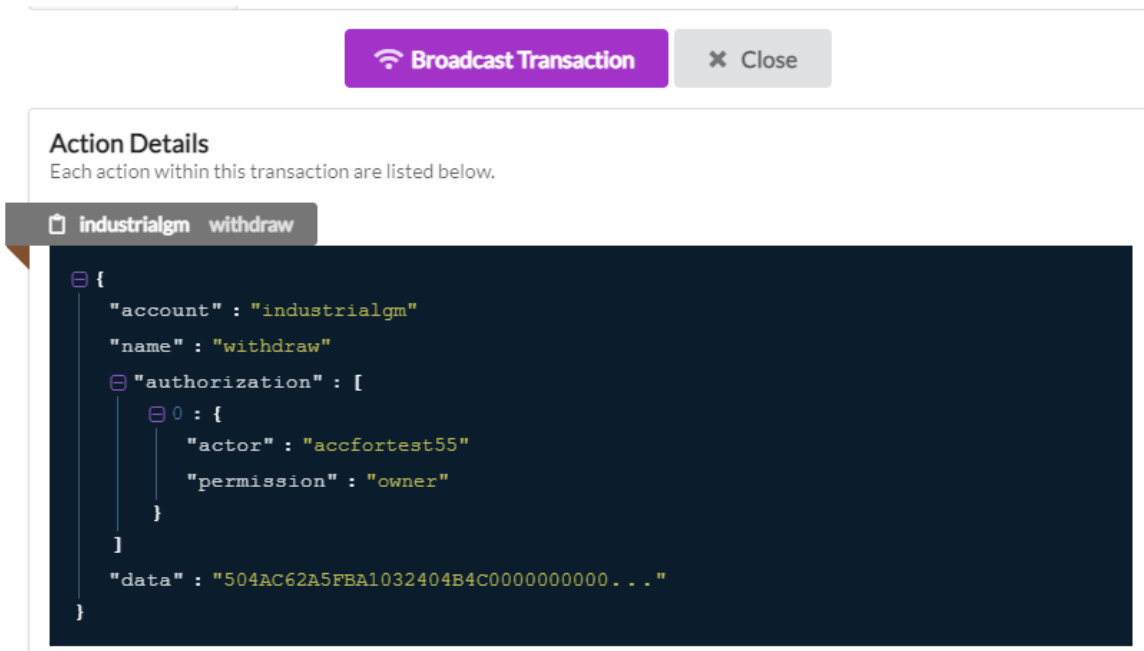 Broadcast Transaction
Close
Action Details
Each action within this transaction are listed below.
industrialgm withdraw
{
"account" : "industrialgm"
"name" : "withdraw"
"authorization" : [
0 : {
"actor" : "accfortest55"
"permission" : "owner"
}
]
"data" : "504AC62A5FBA1032404B4C0000000000..."
}